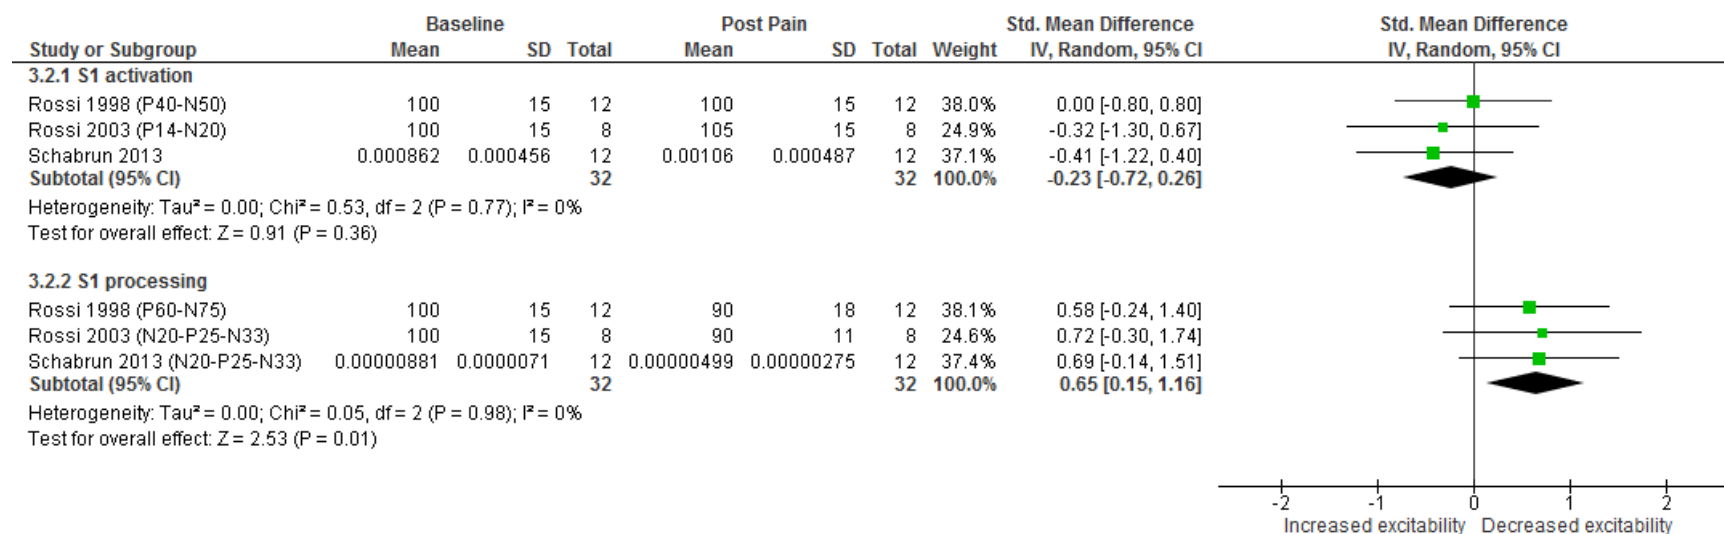 Baseline Post Pain Std. Mean Difference Std. Mean Difference
Study or Subgroup Mean SD Total Mean SD Total Weight IV, Random, 95% CI IV, Random, 95% CI
3.2.1 S1 activation
Rossi 1998 (P40-N50) 100 15 12 100 15 12 38.0% 0.00 [-0.80, 0.80]
Rossi 2003 (P14-N20) 100 15 8 105 15 8 24.9% -0.32 [-1.30, 0.67]
Schabrun 2013 0.000862 0.000456 12 0.00106 0.000487 12 37.1% -0.41 [-1.22, 0.40]
Subtotal (95% CI) 32 32 100.0% -0.23 [-0.72, 0.26]
Heterogeneity: Tau² = 0.00; Chi² = 0.53, df = 2 (P = 0.77); I² = 0%
Test for overall effect: Z = 0.91 (P = 0.36)
3.2.2 S1 processing
Rossi 1998 (P60-N75) 100 15 12 90 18 12 38.1% 0.58 [-0.24, 1.40]
Rossi 2003 (N20-P25-N33) 100 15 8 90 11 8 24.6% 0.72 [-0.30, 1.74]
Schabrun 2013 (N20-P25-N33) 0.00000881 0.0000071 12 0.00000499 0.00000275 12 37.4% 0.69 [-0.14, 1.51]
Subtotal (95% CI) 32 32 100.0% 0.65 [0.15, 1.16]
Heterogeneity: Tau² = 0.00; Chi² = 0.05, df = 2 (P = 0.98); I² = 0%
Test for overall effect: Z = 2.53 (P = 0.01)
-2 -1 0 1 2
Increased excitability Decreased excitability